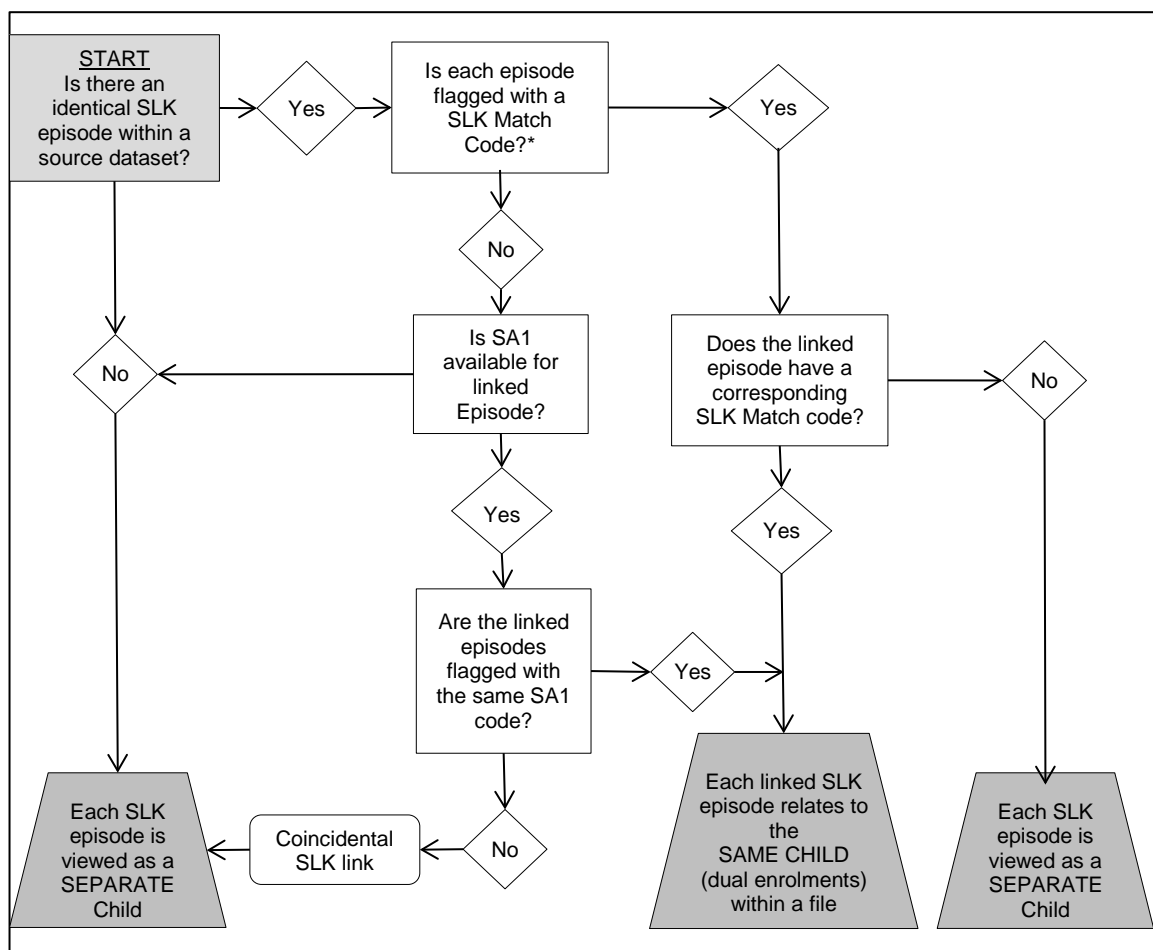 START
Is there an
identical SLK
episode within a
source dataset?
Yes
Is each episode
flagged with a
SLK Match
Code?*
Yes
No
No
Is SA1
available for
linked
Episode?
Does the linked
episode have a
corresponding
SLK Match code?
No
Yes
Yes
Are the linked
episodes
flagged with
the same SA1
code?
Yes
Each SLK
episode is
viewed as a
SEPARATE
Child
Coincidental
SLK link
No
Each linked SLK
episode relates to
the
SAME CHILD
(dual enrolments)
within a file
Each SLK
episode is
viewed as a
SEPARATE
Child